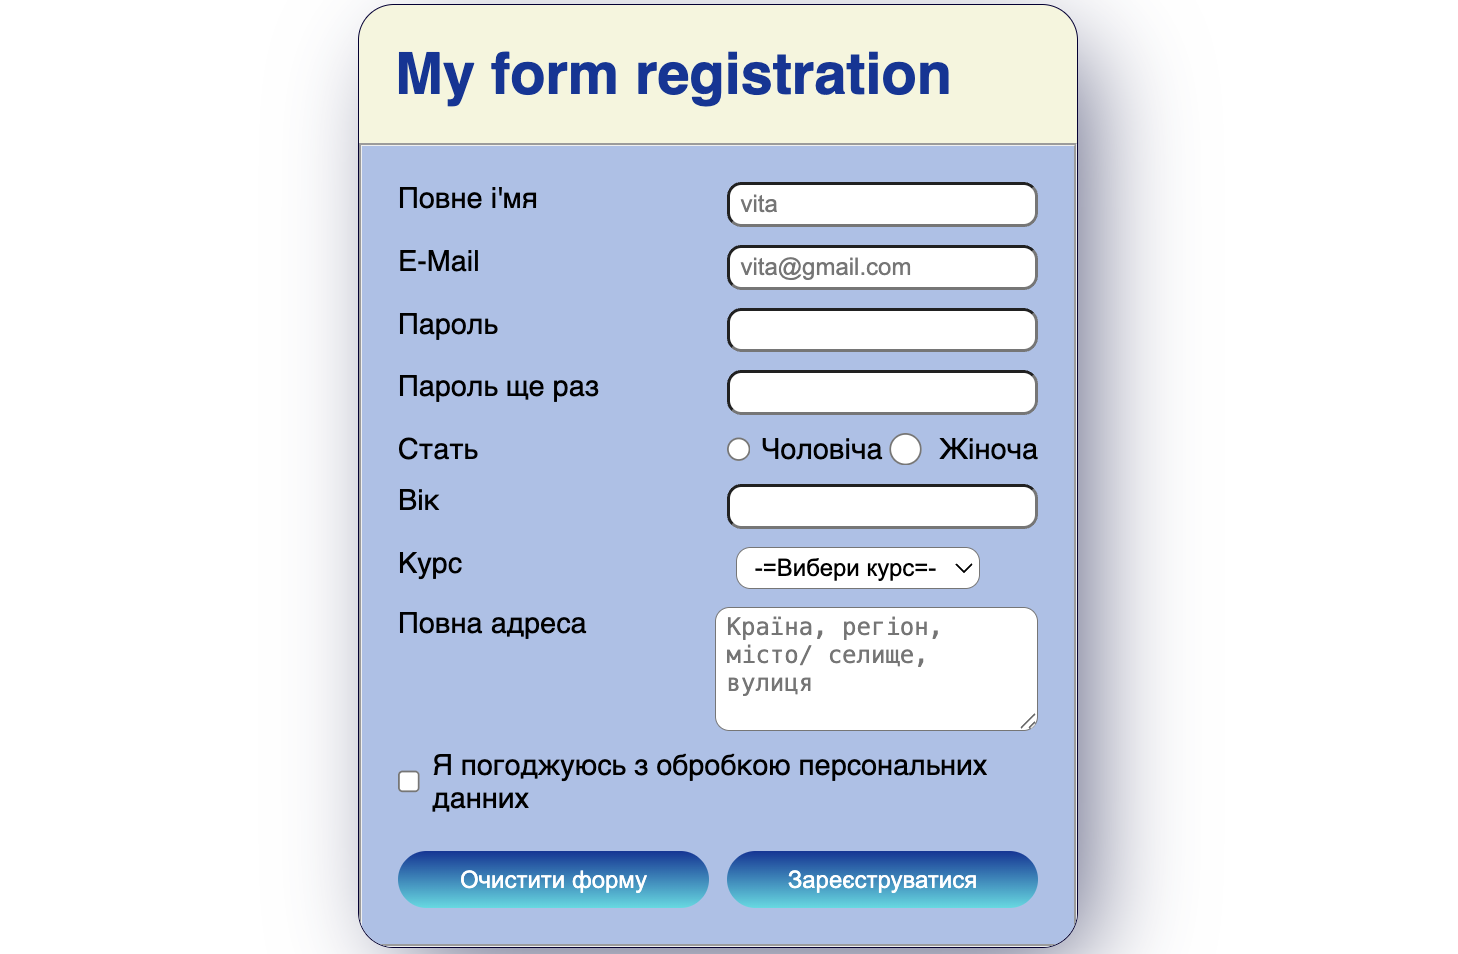 My form registration
Повне і'мя
vita
E-Mail
vita@gmail.com
Пароль
Пароль ще раз
Стать
Чоловіча Жіноча
Вік
Курс
-=Вибери курс=-
Повна адреса
Країна, регіон,
місто/ селище,
вулиця
Я погоджуюсь з обробкою персональних
данних
Очистити форму
Зареєструватися